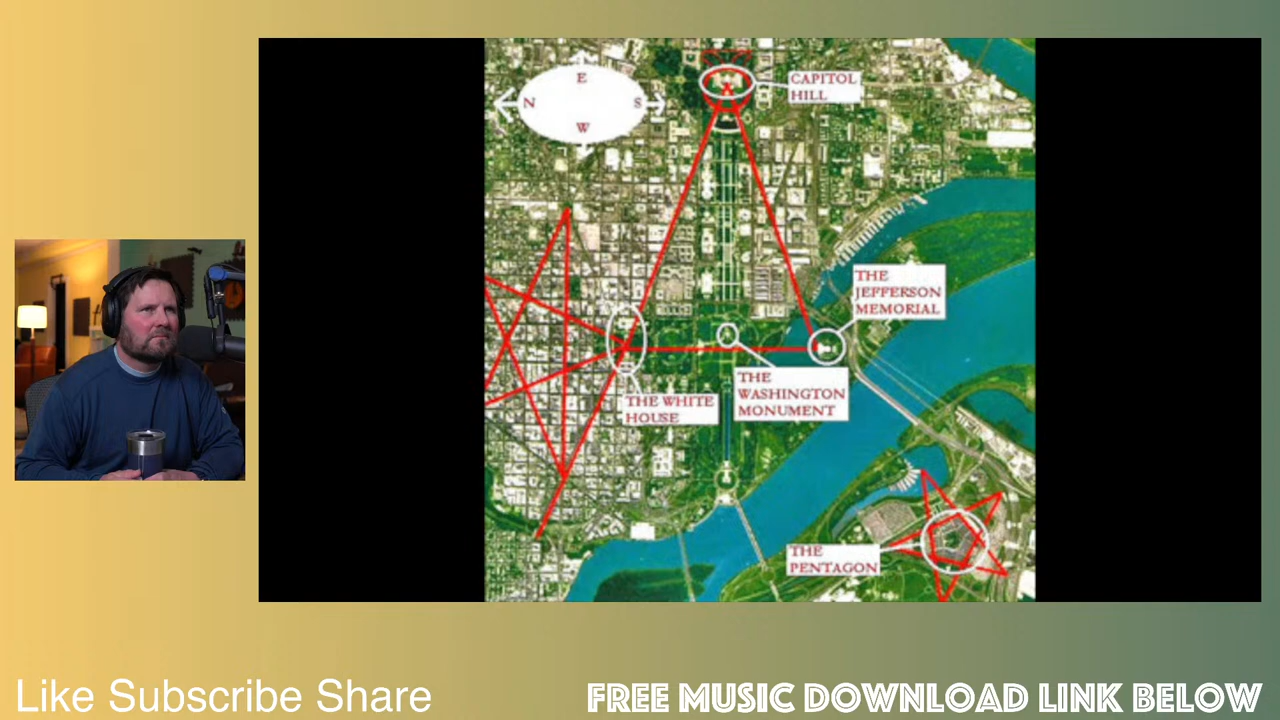 E
N
S
W
CAPITOL
HILL
THE
JEFFERSON
MEMORIAL
THE
WASHINGTON
MONUMENT
THE WHITE
HOUSE
THE
PENTAGON
Like Subscribe Share
FREE MUSIC DOWNLOAD LINK BELOW